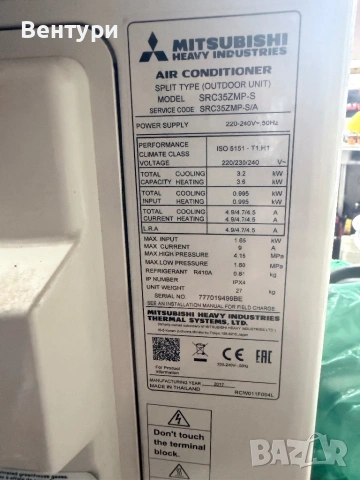 Вентури
MITSUBISHI
HEAVY INDUSTRIES
AIR CONDITIONER
SPLIT TYPE (OUTDOOR UNIT)
MODEL SRC35ZMP-S
SERVICE CODE SRC35ZMP-S/A
POWER SUPPLY 220-240V~,50Hz
PERFORMANCE
CLIMATE CLASS ISO 5151 - T1,H1
VOLTAGE 220/230/240 V~
TOTAL COOLING 3.2 kW
CAPACITY HEATING 3.6 kW
TOTAL COOLING 0.995 kW
INPUT HEATING 0.995 kW
TOTAL COOLING 4.9/4.7/4.5 A
CURRENT HEATING 4.9/4.7/4.5 A
L.R.A 4.9/4.7/4.5 A
MAX. INPUT 1.65 kW
MAX. CURRENT 9 A
MAX. HIGH PRESSURE 4.15 MPa
MAX. LOW PRESSURE MPa
REFRIGERANT R410A kg
IP NUMBER IPX4
UNIT WEIGHT 27 kg
SERIAL NO. 777019499BE
SEE AN INSTALLATION MANUAL FOR FIELD CHARGE
MITSUBISHI HEAVY INDUSTRIES
THERMAL SYSTEMS, LTD.
CE
EAC
For Product
Information
MANUFACTURING YEAR 2017
MADE IN THAILAND
RCW011F004L
Don't touch
the terminal
block.
bazar.bg